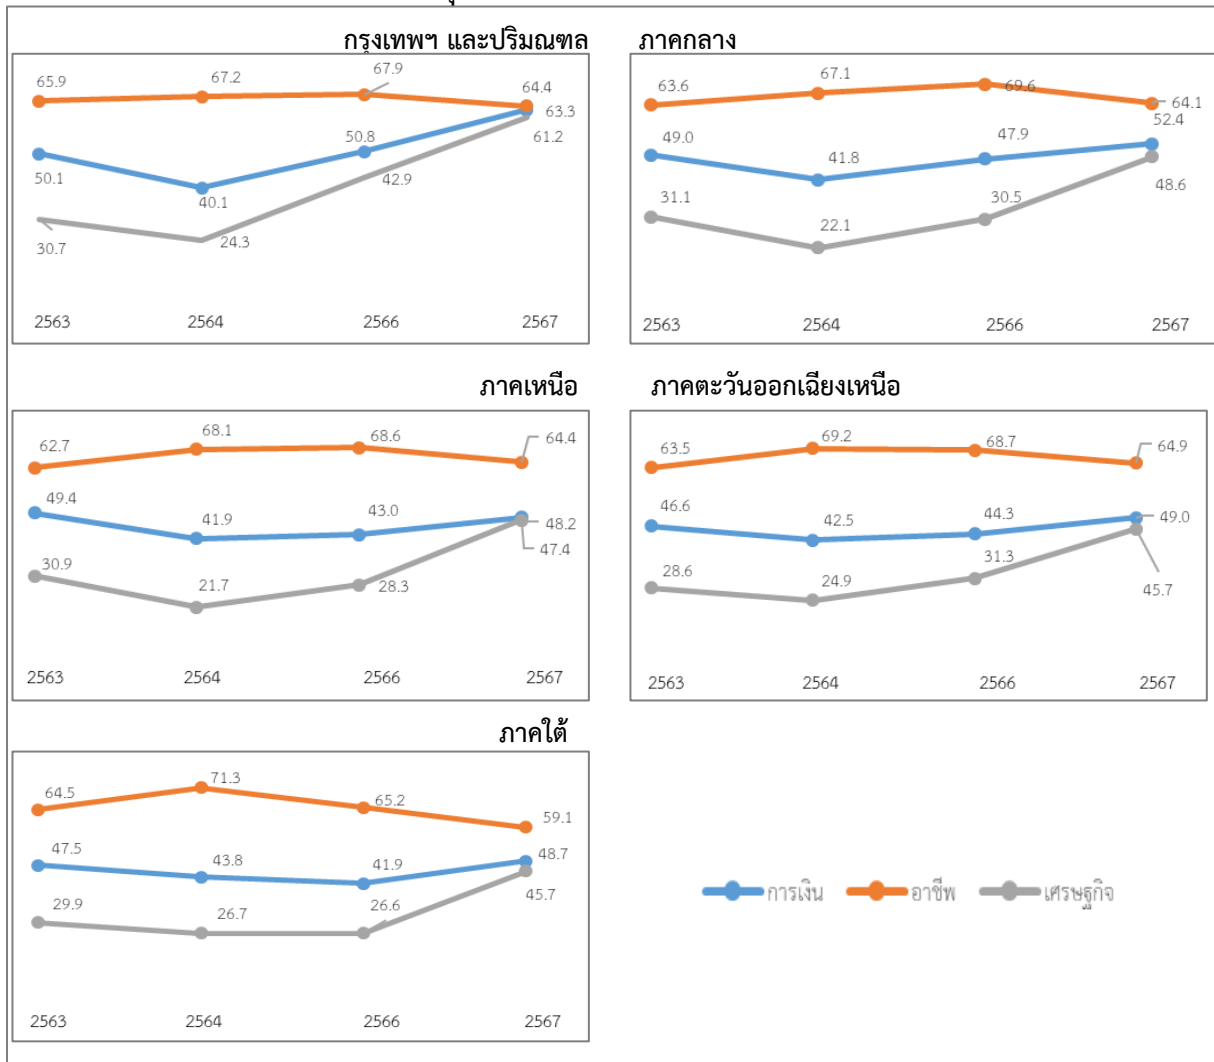 กรุงเทพฯ และปริมณฑล
65.9 67.2 67.9 64.4
50.1 40.1 50.8 63.3
30.7 24.3 42.9 61.2
2563 2564 2566 2567
ภาคกลาง
63.6 67.1 69.6 64.1
49.0 41.8 47.9 52.4
31.1 22.1 30.5 48.6
2563 2564 2566 2567
ภาคเหนือ
62.7 68.1 68.6 64.4
49.4 41.9 43.0 48.2
30.9 21.7 28.3 47.4
2563 2564 2566 2567
ภาคตะวันออกเฉียงเหนือ
63.5 69.2 68.7 64.9
46.6 42.5 44.3 49.0
28.6 24.9 31.3 45.7
2563 2564 2566 2567
ภาคใต้
64.5 71.3 65.2 59.1
47.5 43.8 41.9 48.7
29.9 26.7 26.6 45.7
2563 2564 2566 2567
การเงิน อาชีพ เศรษฐกิจ